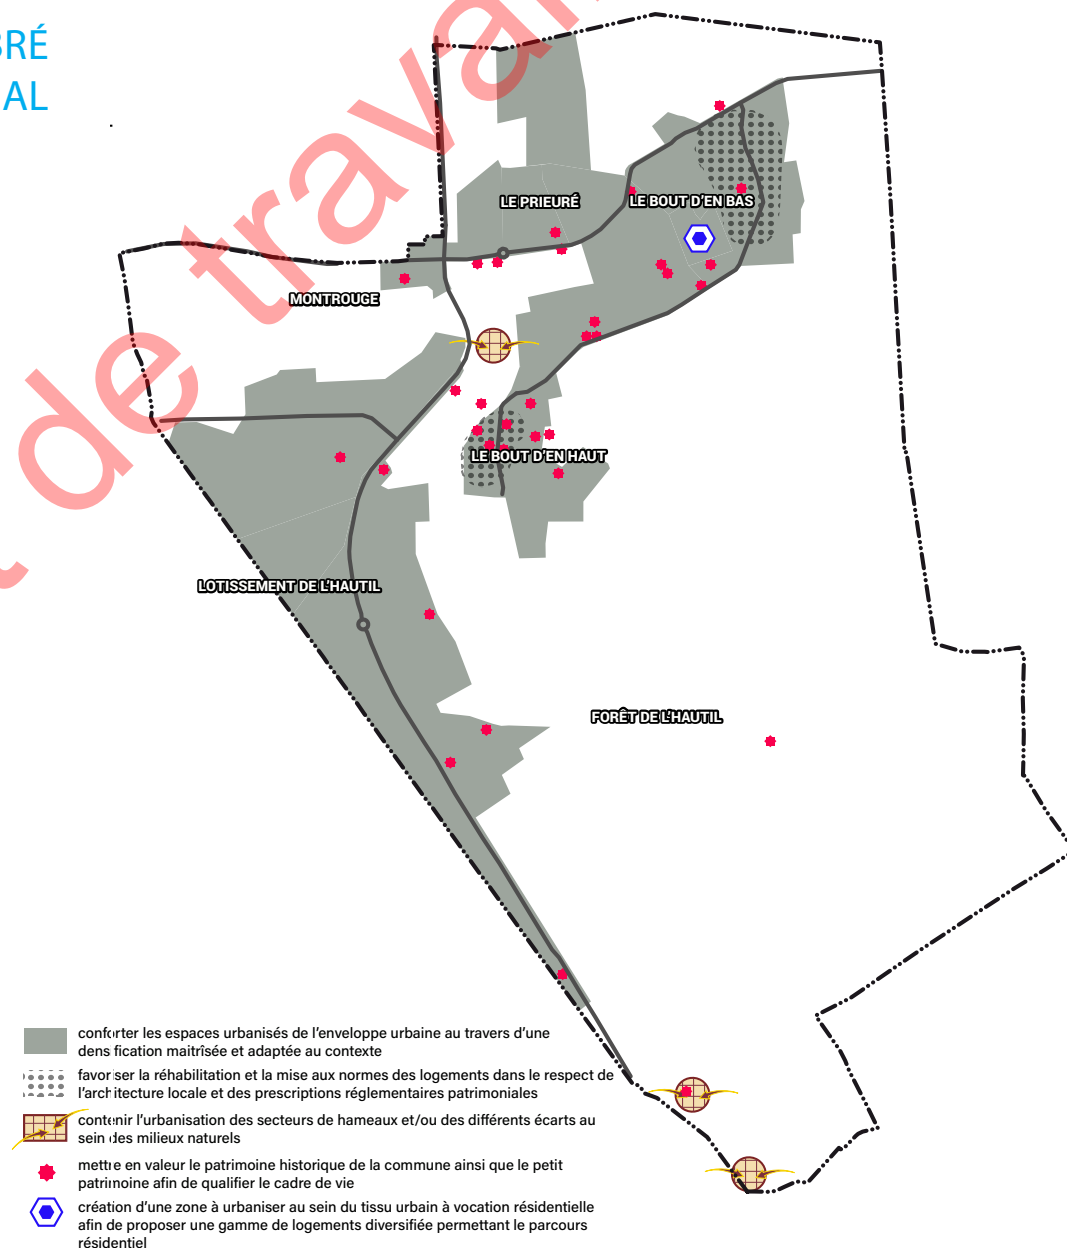 BRÉ
AL
de travai
LE PRIEURÉ
LE BOUT D'EN BAS
MONTROUGE
LE BOUT D'EN HAUT
LOTISSEMENT DE L'HAUTIL
FORÊT DE L'HAUTIL
conforter les espaces urbanisés de l'enveloppe urbaine au travers d'une
densification maitrîsée et adaptée au contexte
favoriser la réhabilitation et la mise aux normes des logements dans le respect de
l'architecture locale et des prescriptions réglementaires patrimoniales
contenir l'urbanisation des secteurs de hameaux et/ou des différents écarts au
sein des milieux naturels
mettre en valeur le patrimoine historique de la commune ainsi que le petit
patrimoine afin de qualifier le cadre de vie
création d'une zone à urbaniser au sein du tissu urbain à vocation résidentielle
afin de proposer une gamme de logements diversifiée permettant le parcours
résidentiel